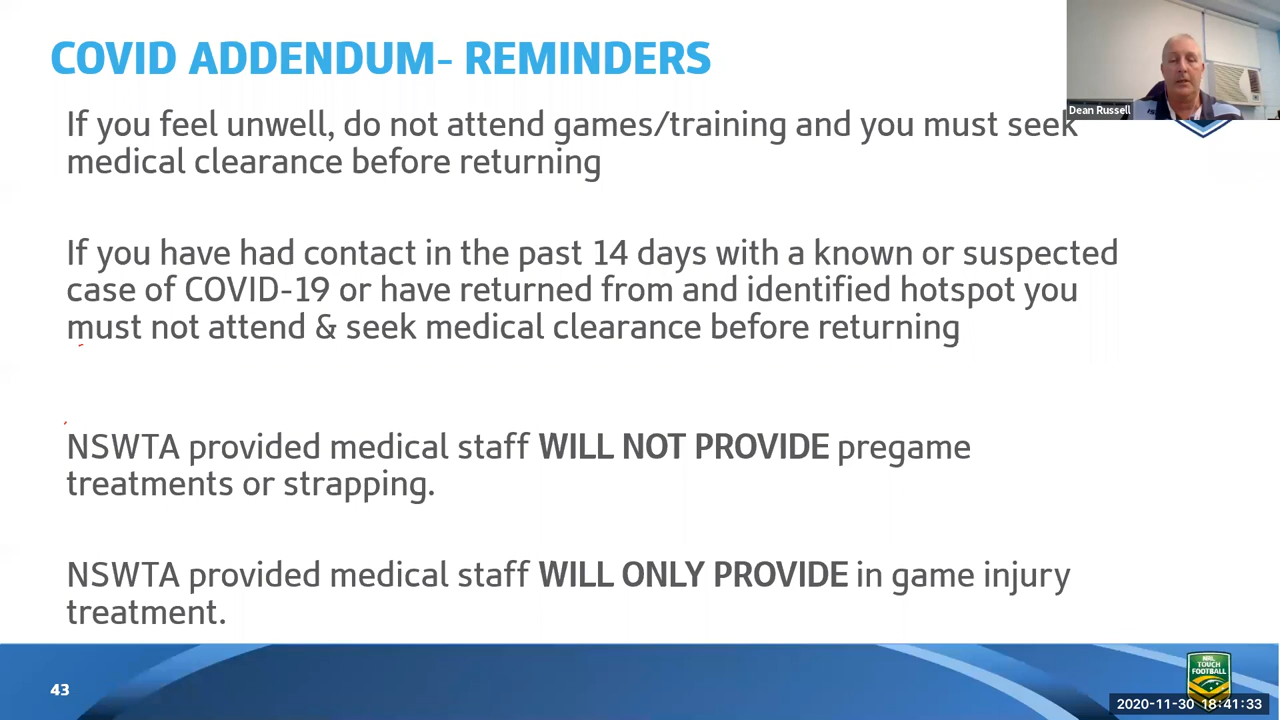 COVID ADDENDUM- REMINDERS
Dean Russell
If you feel unwell, do not attend games/training and you must seek
medical clearance before returning
If you have had contact in the past 14 days with a known or suspected
case of COVID-19 or have returned from and identified hotspot you
must not attend & seek medical clearance before returning
NSWTA provided medical staff WILL NOT PROVIDE pregame
treatments or strapping.
NSWTA provided medical staff WILL ONLY PROVIDE in game injury
treatment.
43
NRL
TOUCH
FOOTBALL
2020-11-30 18:41:33